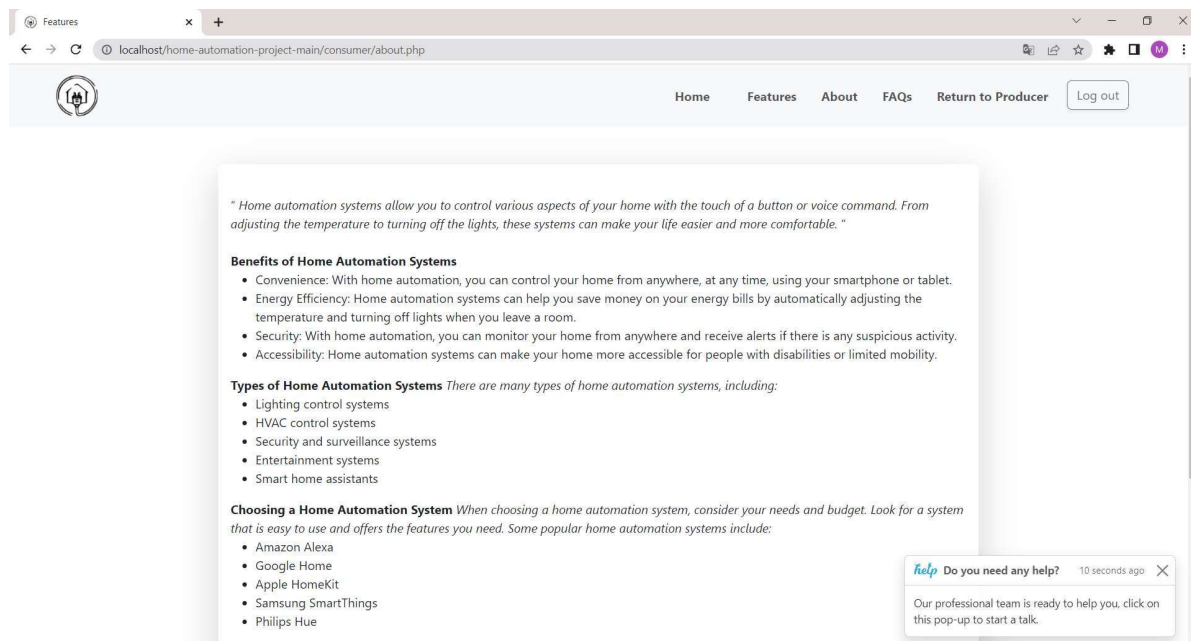 Features
localhost/home-automation-project-main/consumer/about.php
M
Home Features About FAQs Return to Producer Log out
" Home automation systems allow you to control various aspects of your home with the touch of a button or voice command. From
adjusting the temperature to turning off the lights, these systems can make your life easier and more comfortable. "
Benefits of Home Automation Systems
• Convenience: With home automation, you can control your home from anywhere, at any time, using your smartphone or tablet.
• Energy Efficiency: Home automation systems can help you save money on your energy bills by automatically adjusting the
temperature and turning off lights when you leave a room.
• Security: With home automation, you can monitor your home from anywhere and receive alerts if there is any suspicious activity.
• Accessibility: Home automation systems can make your home more accessible for people with disabilities or limited mobility.
Types of Home Automation Systems There are many types of home automation systems, including:
• Lighting control systems
• HVAC control systems
• Security and surveillance systems
• Entertainment systems
• Smart home assistants
Choosing a Home Automation System When choosing a home automation system, consider your needs and budget. Look for a system
that is easy to use and offers the features you need. Some popular home automation systems include:
• Amazon Alexa
• Google Home
• Apple HomeKit
• Samsung SmartThings
• Philips Hue
help Do you need any help? 10 seconds ago
Our professional team is ready to help you, click on
this pop-up to start a talk.